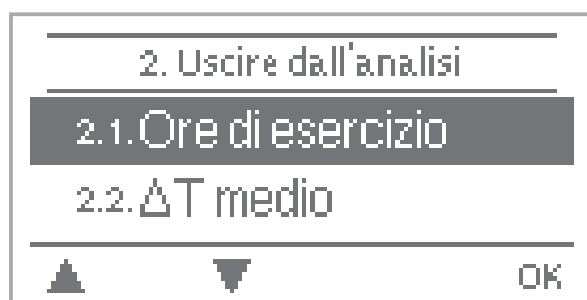 2. Uscire dall'analisi
2.1.Ore di esercizio
2.2.ΔT medio
OK